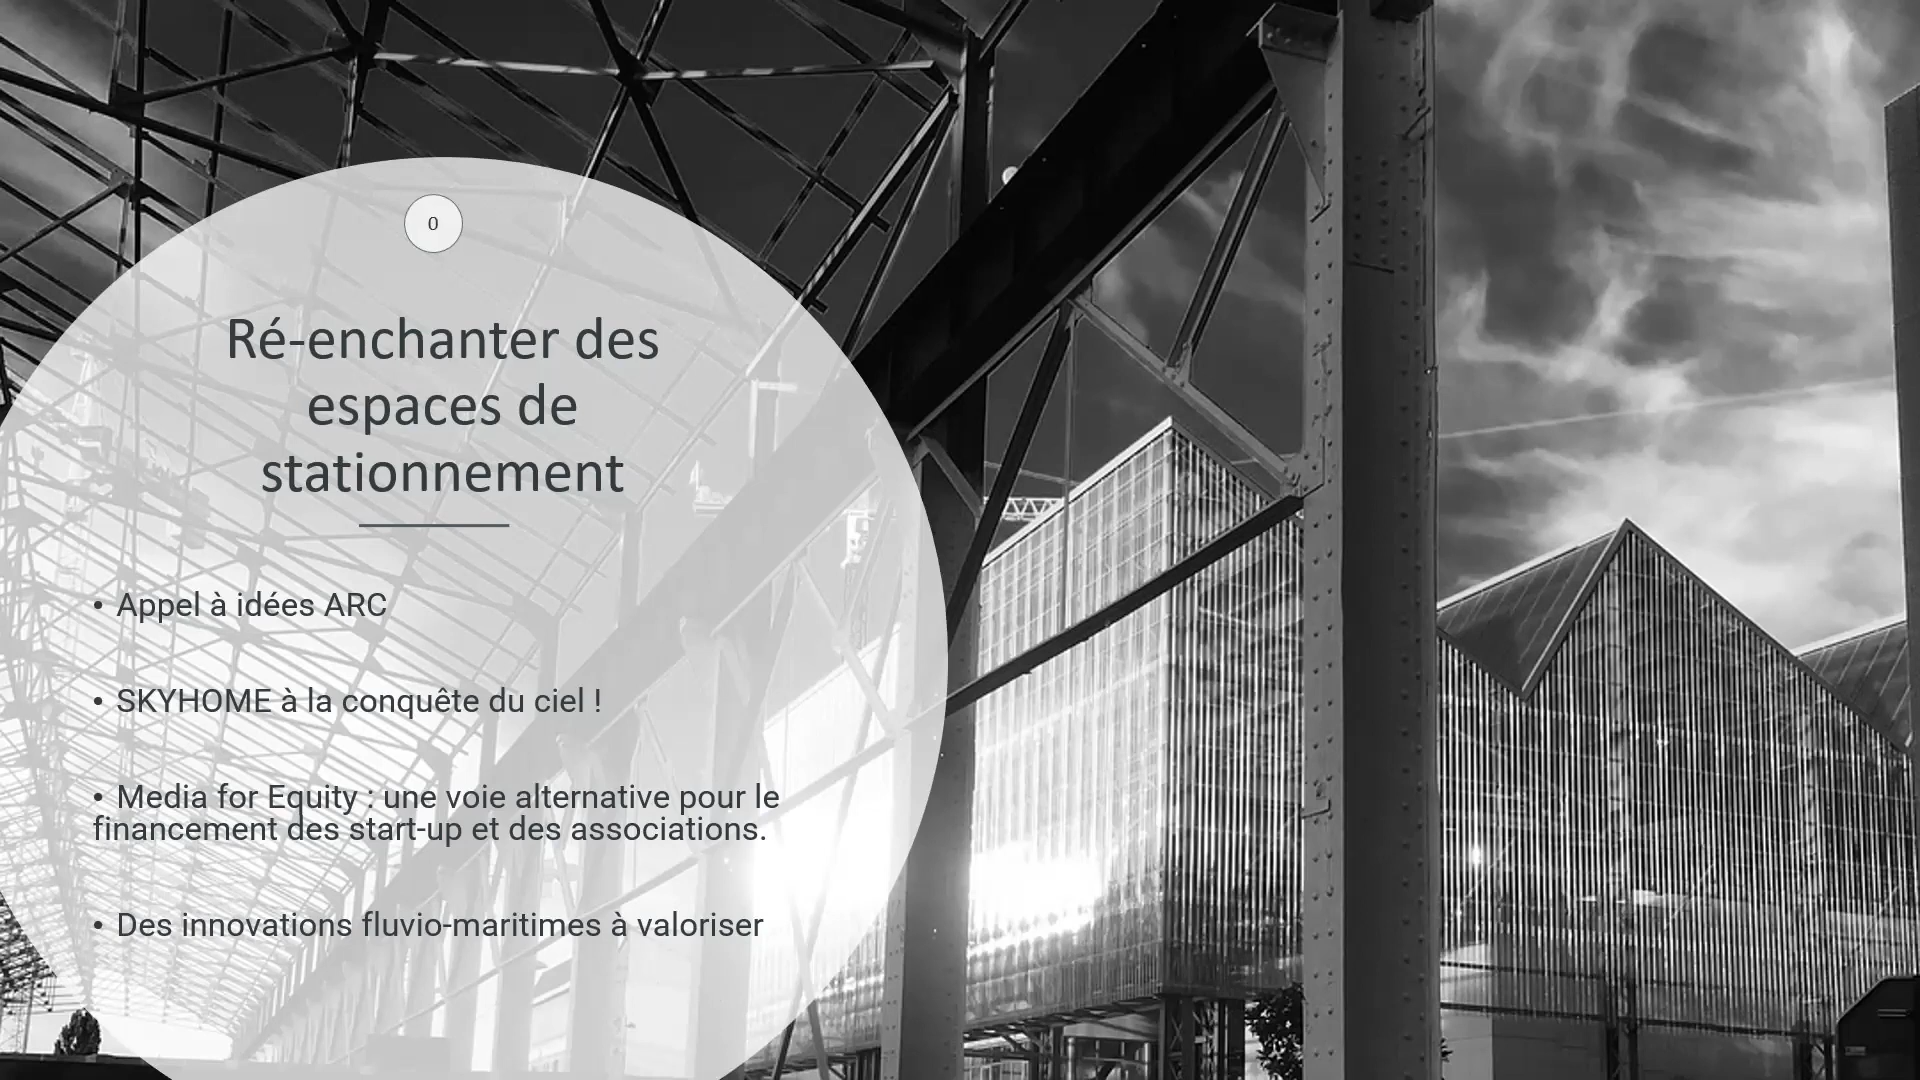 0
Ré-enchanter des
espaces de
stationnement
• Appel à idées ARC
• SKYHOME à la conquête du ciel !
• Media for Equity : une voie alternative pour le
financement des start-up et des associations.
• Des innovations fluvio-maritimes à valoriser